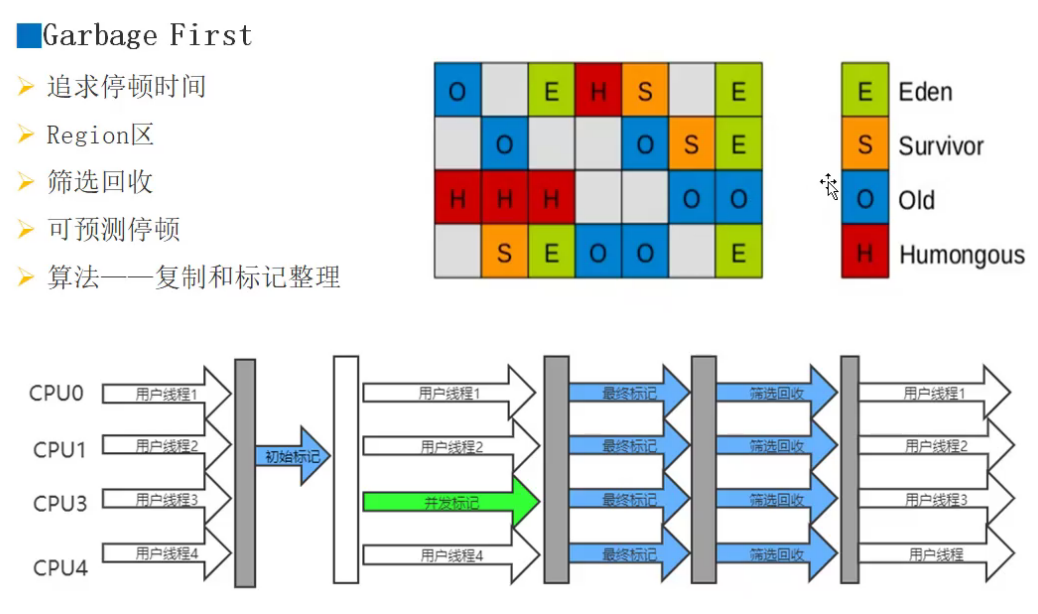 Garbage First
追求停顿时间
Region区
筛选回收
可预测停顿
算法——复制和标记整理
O E H S E
O O S E
H H H O O
S E O O E
E Eden
S Survivor
O Old
H Humongous
CPU0 用户线程1 用户线程1 最终标记 筛选回收 用户线程1
CPU1 用户线程2 初始标记 用户线程2 最终标记 筛选回收 用户线程2
CPU3 用户线程3 并发标记 最终标记 筛选回收 用户线程3
CPU4 用户线程4 用户线程4 最终标记 筛选回收 用户线程